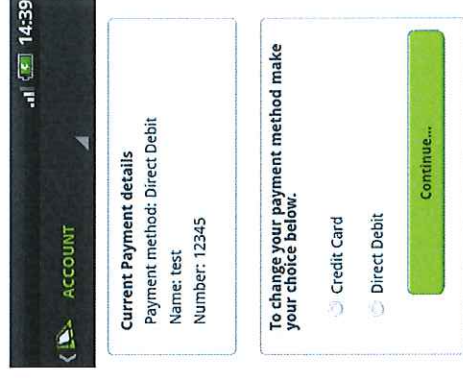 14:39
ACCOUNT
Current Payment details
Payment method: Direct Debit
Name: test
Number: 12345
To change your payment method make
your choice below.
Credit Card
Direct Debit
Continue...